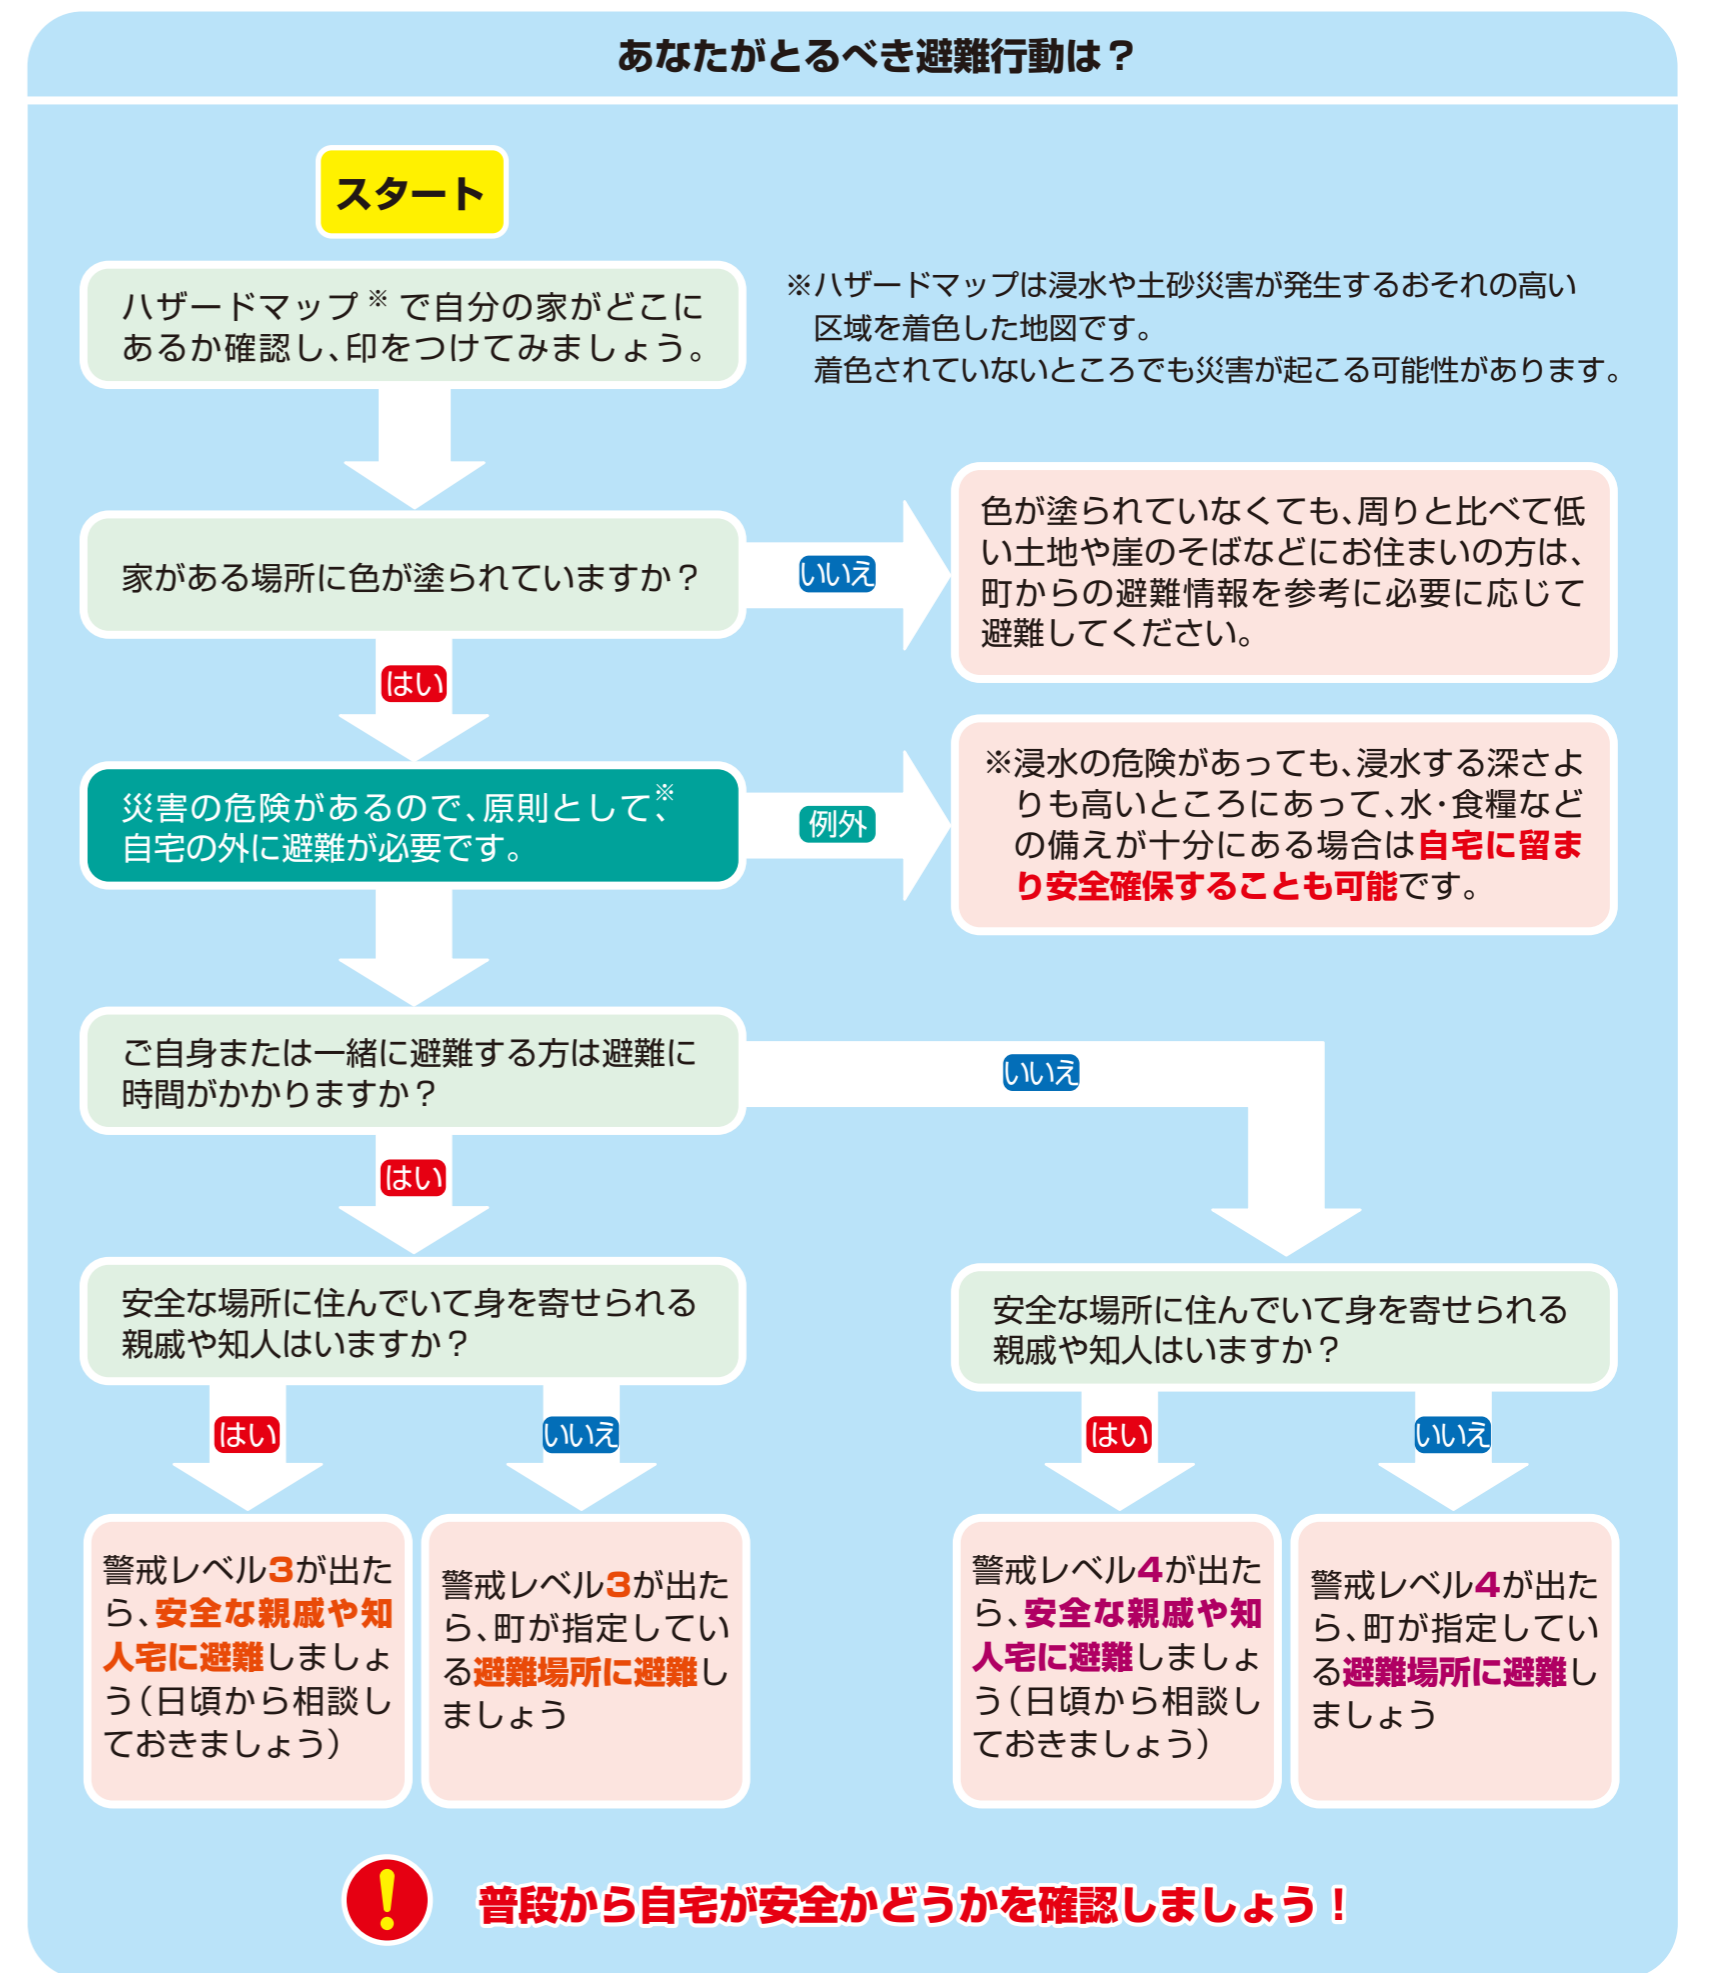 あなたがとるべき避難行動は？
スタート
ハザードマップ※で自分の家がどこに
あるか確認し、印をつけてみましょう。
※ハザードマップは浸水や土砂災害が発生するおそれの高い
区域を着色した地図です。
着色されていないところでも災害が起こる可能性があります。
家がある場所に色が塗られていますか？
いいえ
色が塗られていなくても、周りと比べて低
い土地や崖のそばなどにお住まいの方は、
町からの避難情報を参考に必要に応じて
避難してください。
はい
災害の危険があるので、原則として※、
自宅の外に避難が必要です。
例外
※浸水の危険があっても、浸水する深さよ
りも高いところにあって、水・食糧など
の備えが十分にある場合は自宅に留ま
り安全確保することも可能です。
ご自身または一緒に避難する方は避難に
時間がかかりますか？
いいえ
はい
安全な場所に住んでいて身を寄せられる
親戚や知人はいますか？
はい
いいえ
警戒レベル3が出た
ら、安全な親戚や知
人宅に避難しましょ
う（日頃から相談し
ておきましょう）
警戒レベル3が出た
ら、町が指定してい
る避難場所に避難し
ましょう
安全な場所に住んでいて身を寄せられる
親戚や知人はいますか？
はい
いいえ
警戒レベル4が出た
ら、安全な親戚や知
人宅に避難しましょ
う（日頃から相談し
ておきましょう）
警戒レベル4が出た
ら、町が指定してい
る避難場所に避難し
ましょう
!
普段から自宅が安全かどうかを確認しましょう！